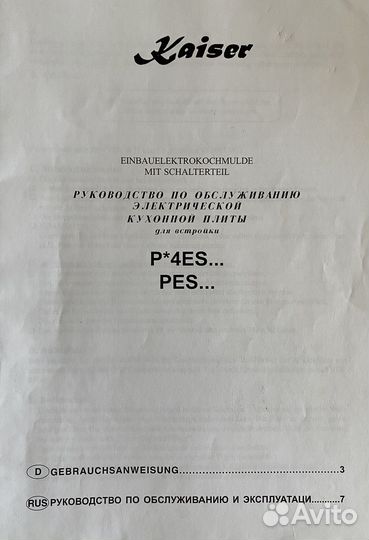 Kaiser
EINBAUELEKTROKOCHMULDE
MIT SCHALTERTEIL
РУКОВОДСТВО ПО ОБСЛУЖИВАНИЮ
ЭЛЕКТРИЧЕСКОЙ
КУХОННОЙ ПЛИТЫ
для встройки
P*4ES...
PES...
D GEBRAUCHSANWEISUNG...............................................3
RUS РУКОВОДСТВО ПО ОБСЛУЖИВАНИЮ И ЭКСПЛУАТАЦИ...........7
Avito